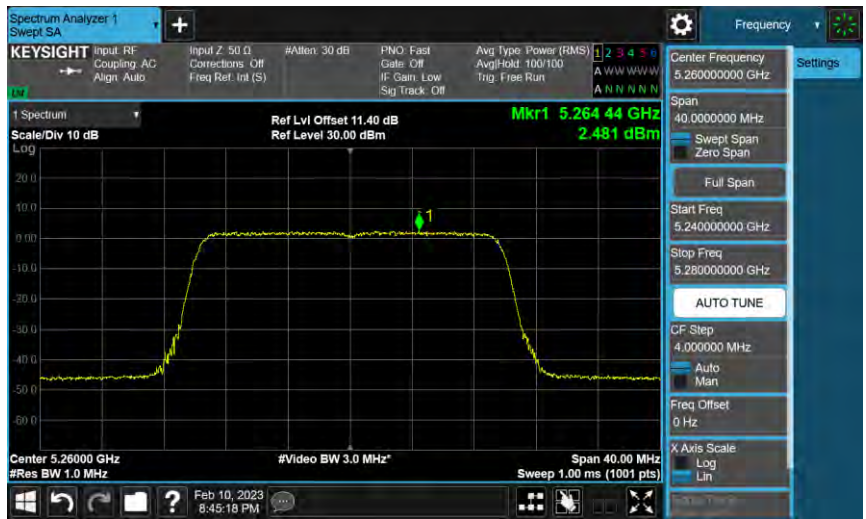 Spectrum Analyzer 1
Swept SA
Frequency
KEYSIGHT Input: RF
Coupling: AC
Align: Auto
Input Z: 50 Ω
Corrections: Off
Freq Ref: Int (S)
#Atten: 30 dB
PNO: Fast
Gate: Off
IF Gain: Low
Sig Track: Off
Avg Type: Power (RMS)
Avg|Hold: 100/100
Trig: Free Run
1 2 3 4 5 6
A W W W W W
A N N N N N
1 Spectrum
Scale/Div 10 dB
Log
Ref Lvl Offset 11.40 dB
Ref Level 30.00 dBm
Mkr1 5.264 44 GHz
2.481 dBm
20.0
10.0
0.00
-10.0
-20.0
-30.0
-40.0
-50.0
-60.0
1
Center 5.26000 GHz
#Res BW 1.0 MHz
#Video BW 3.0 MHz*
Span 40.00 MHz
Sweep 1.00 ms (1001 pts)
Feb 10, 2023
8:45:18 PM
Center Frequency
5.260000000 GHz
Settings
Span
40.0000000 MHz
Swept Span
Zero Span
Full Span
Start Freq
5.240000000 GHz
Stop Freq
5.280000000 GHz
AUTO TUNE
CF Step
4.000000 MHz
Auto
Man
Freq Offset
0 Hz
X Axis Scale
Log
Lin